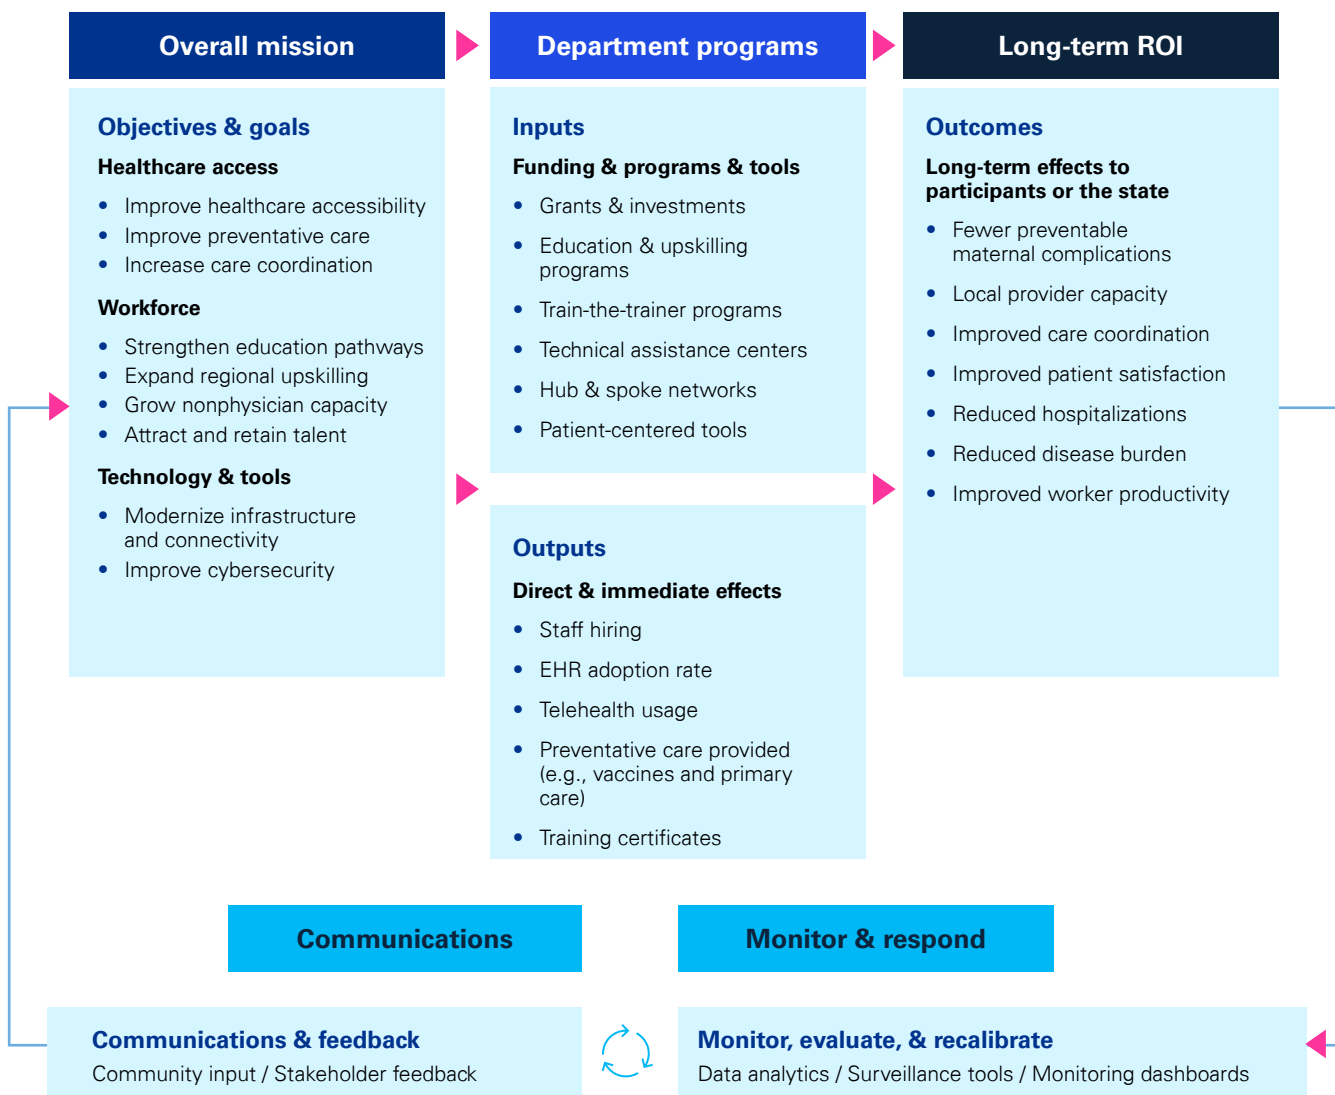 Overall mission
Objectives & goals
Healthcare access
• Improve healthcare accessibility
• Improve preventative care
• Increase care coordination
Workforce
• Strengthen education pathways
• Expand regional upskilling
• Grow nonphysician capacity
• Attract and retain talent
Technology & tools
• Modernize infrastructure
and connectivity
• Improve cybersecurity
Department programs
Inputs
Funding & programs & tools
• Grants & investments
• Education & upskilling
programs
• Train-the-trainer programs
• Technical assistance centers
• Hub & spoke networks
• Patient-centered tools
Outputs
Direct & immediate effects
• Staff hiring
• EHR adoption rate
• Telehealth usage
• Preventative care provided
(e.g., vaccines and primary
care)
• Training certificates
Long-term ROI
Outcomes
Long-term effects to
participants or the state
• Fewer preventable
maternal complications
• Local provider capacity
• Improved care coordination
• Improved patient satisfaction
• Reduced hospitalizations
• Reduced disease burden
• Improved worker productivity
Communications
Communications & feedback
Community input / Stakeholder feedback
Monitor & respond
Monitor, evaluate, & recalibrate
Data analytics / Surveillance tools / Monitoring dashboards